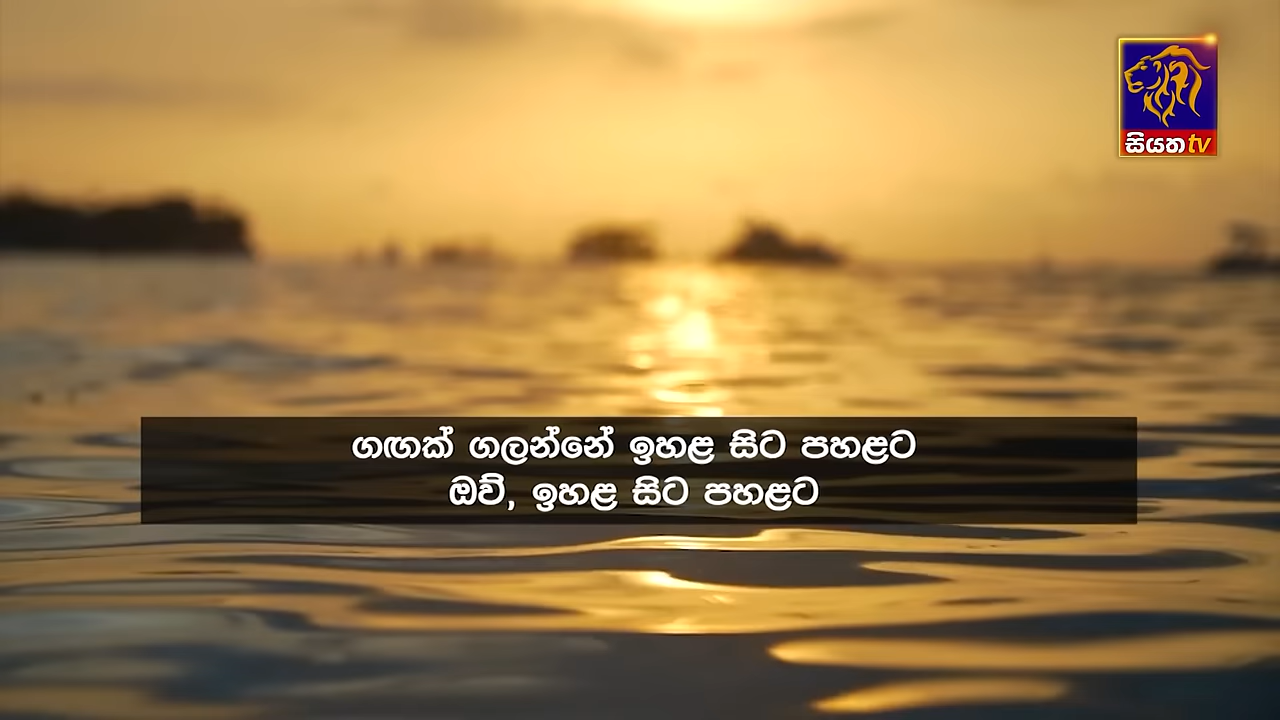 සියත tv
ගඟක් ගලන්නේ ඉහළ සිට පහළට
ඔව්, ඉහළ සිට පහළට